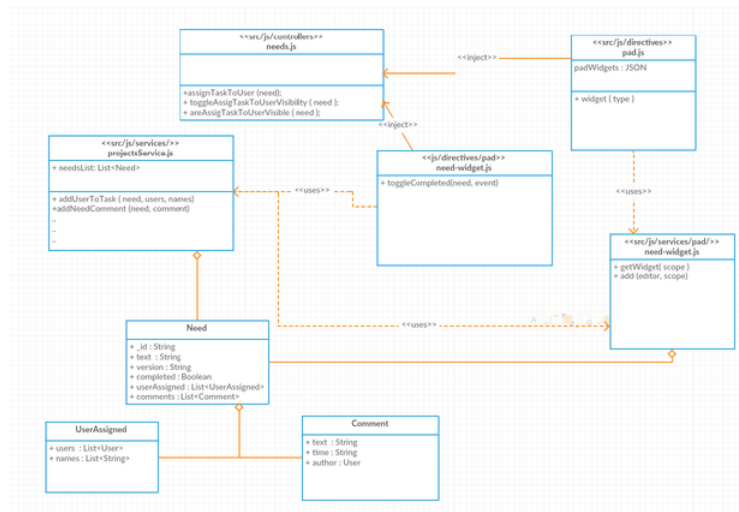 <<src/js/controllers>>
needs.js
+assignTaskToUser (need);
+ toggleAssigTaskToUserVisibility ( need );
+ areAssigTaskToUserVisible ( need );
<<inject>>
<<src/js/directives>>
pad.js
padWidgets : JSON
+ widget ( type )
<<inject>>
<<src/js/services/>>
projectsService.js
+ needsList: List<Need>
+ addUserToTask ( need, users, names)
+addNeedComment (need, comment)
..
..
..
<<js/directives/pad>>
need-widget.js
+ toggleCompleted(need, event)
<<uses>>
<<uses>>
<<src/js/services/pad/>>
need-widget.js
+ getWidget( scope )
+ add (editor, scope)
<<uses>>
Need
+ _id : String
+ text : String
+ version : String
+ completed : Boolean
+ userAssigned : List<UserAssigned>
+ comments : List<Comment>
UserAssigned
+ users : List<User>
+ names : List<String>
Comment
+ text : String
+ time : String
+ author : User